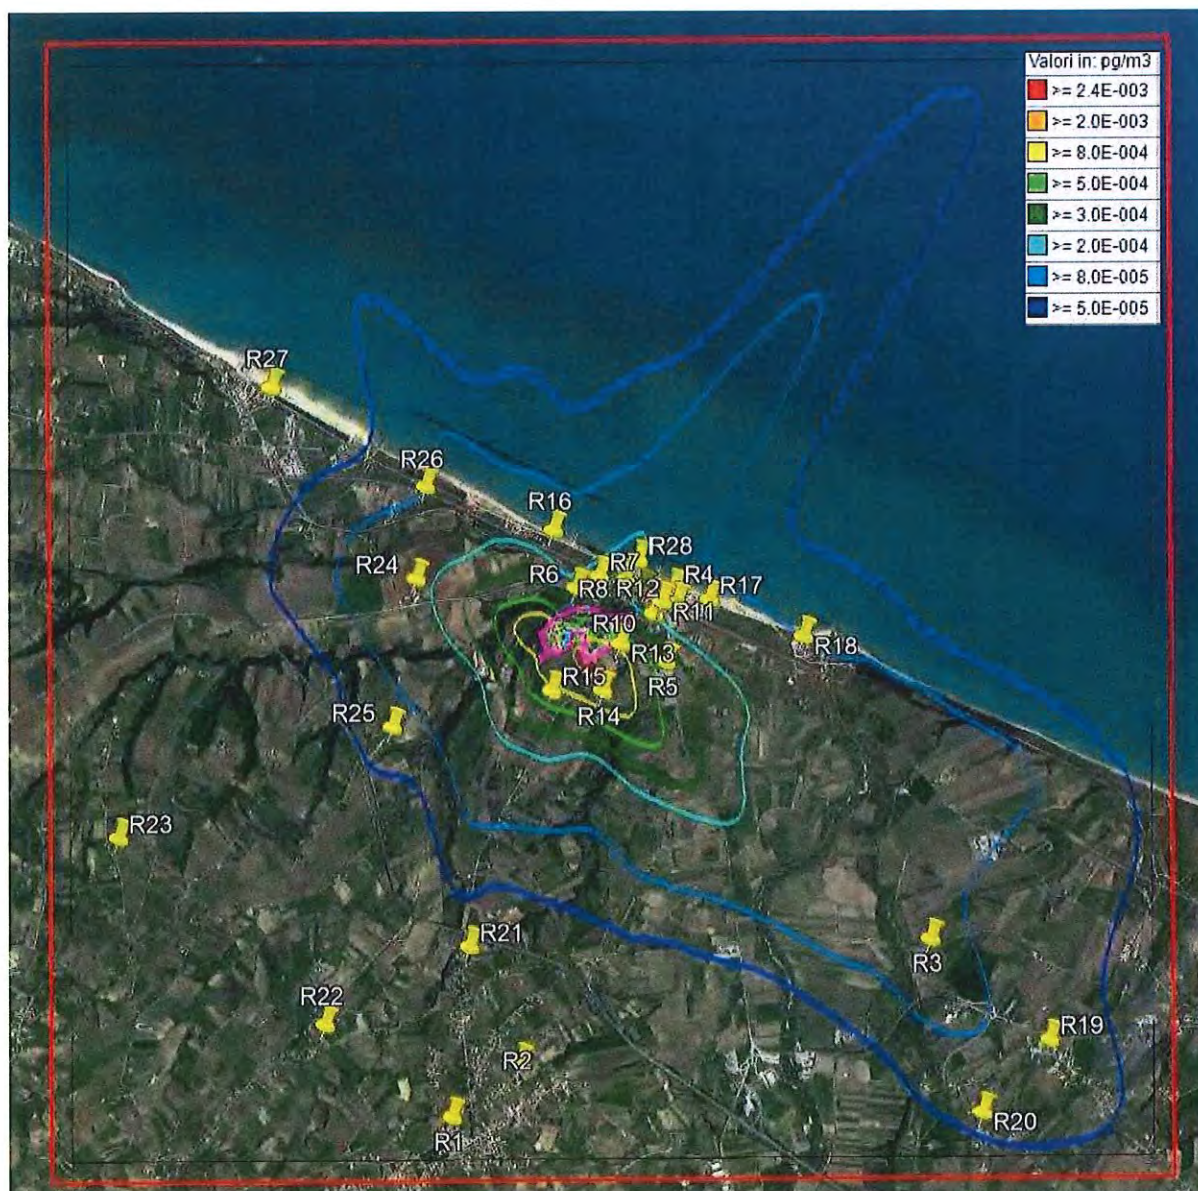 Valori in: pg/m3
>= 2.4E-003
>= 2.0E-003
>= 8.0E-004
>= 5.0E-004
>= 3.0E-004
>= 2.0E-004
>= 8.0E-005
>= 5.0E-005
R27
R26
R16
R28
R7
R24
R6
R8
R12
R4
R17
R11
R10
R18
R13
R15
R5
R14
R25
R23
R21
R3
R22
R19
R2
R20
R1